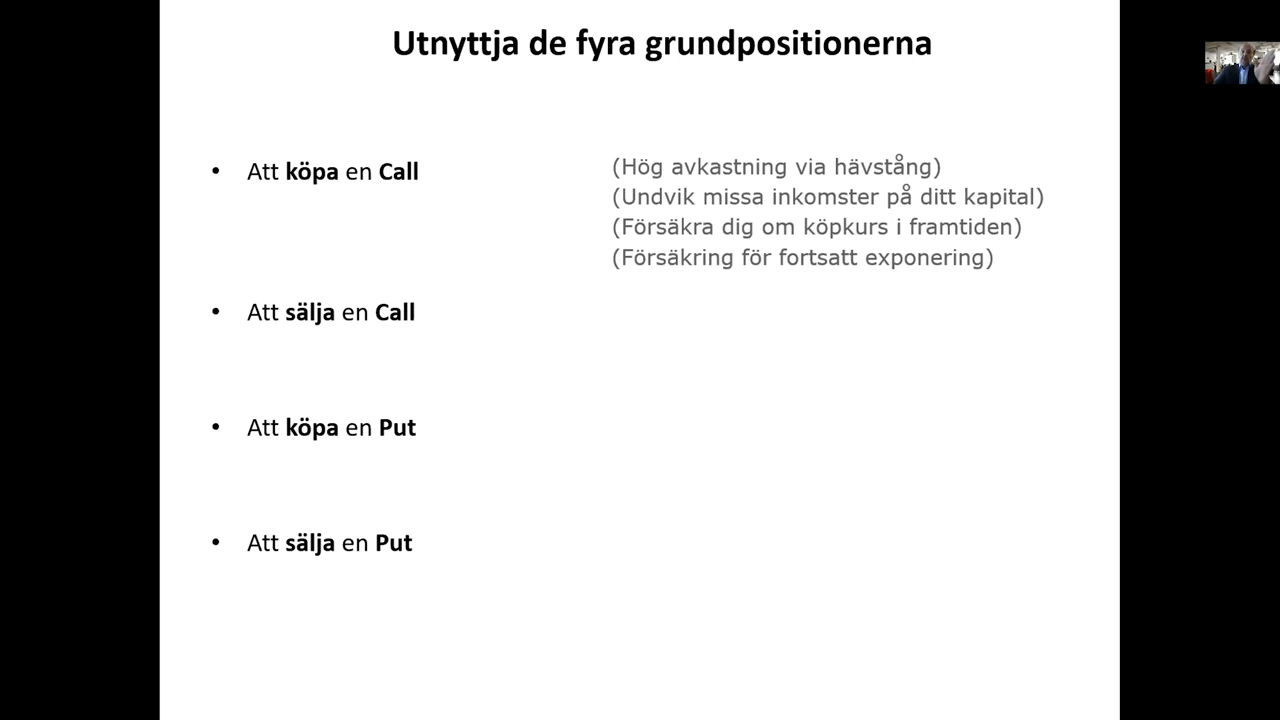 Utnyttja de fyra grundpositionerna
• Att köpa en Call
(Hög avkastning via hävstång)
(Undvik missa inkomster på ditt kapital)
(Försäkra dig om köpkurs i framtiden)
(Försäkring för fortsatt exponering)
• Att sälja en Call
• Att köpa en Put
• Att sälja en Put